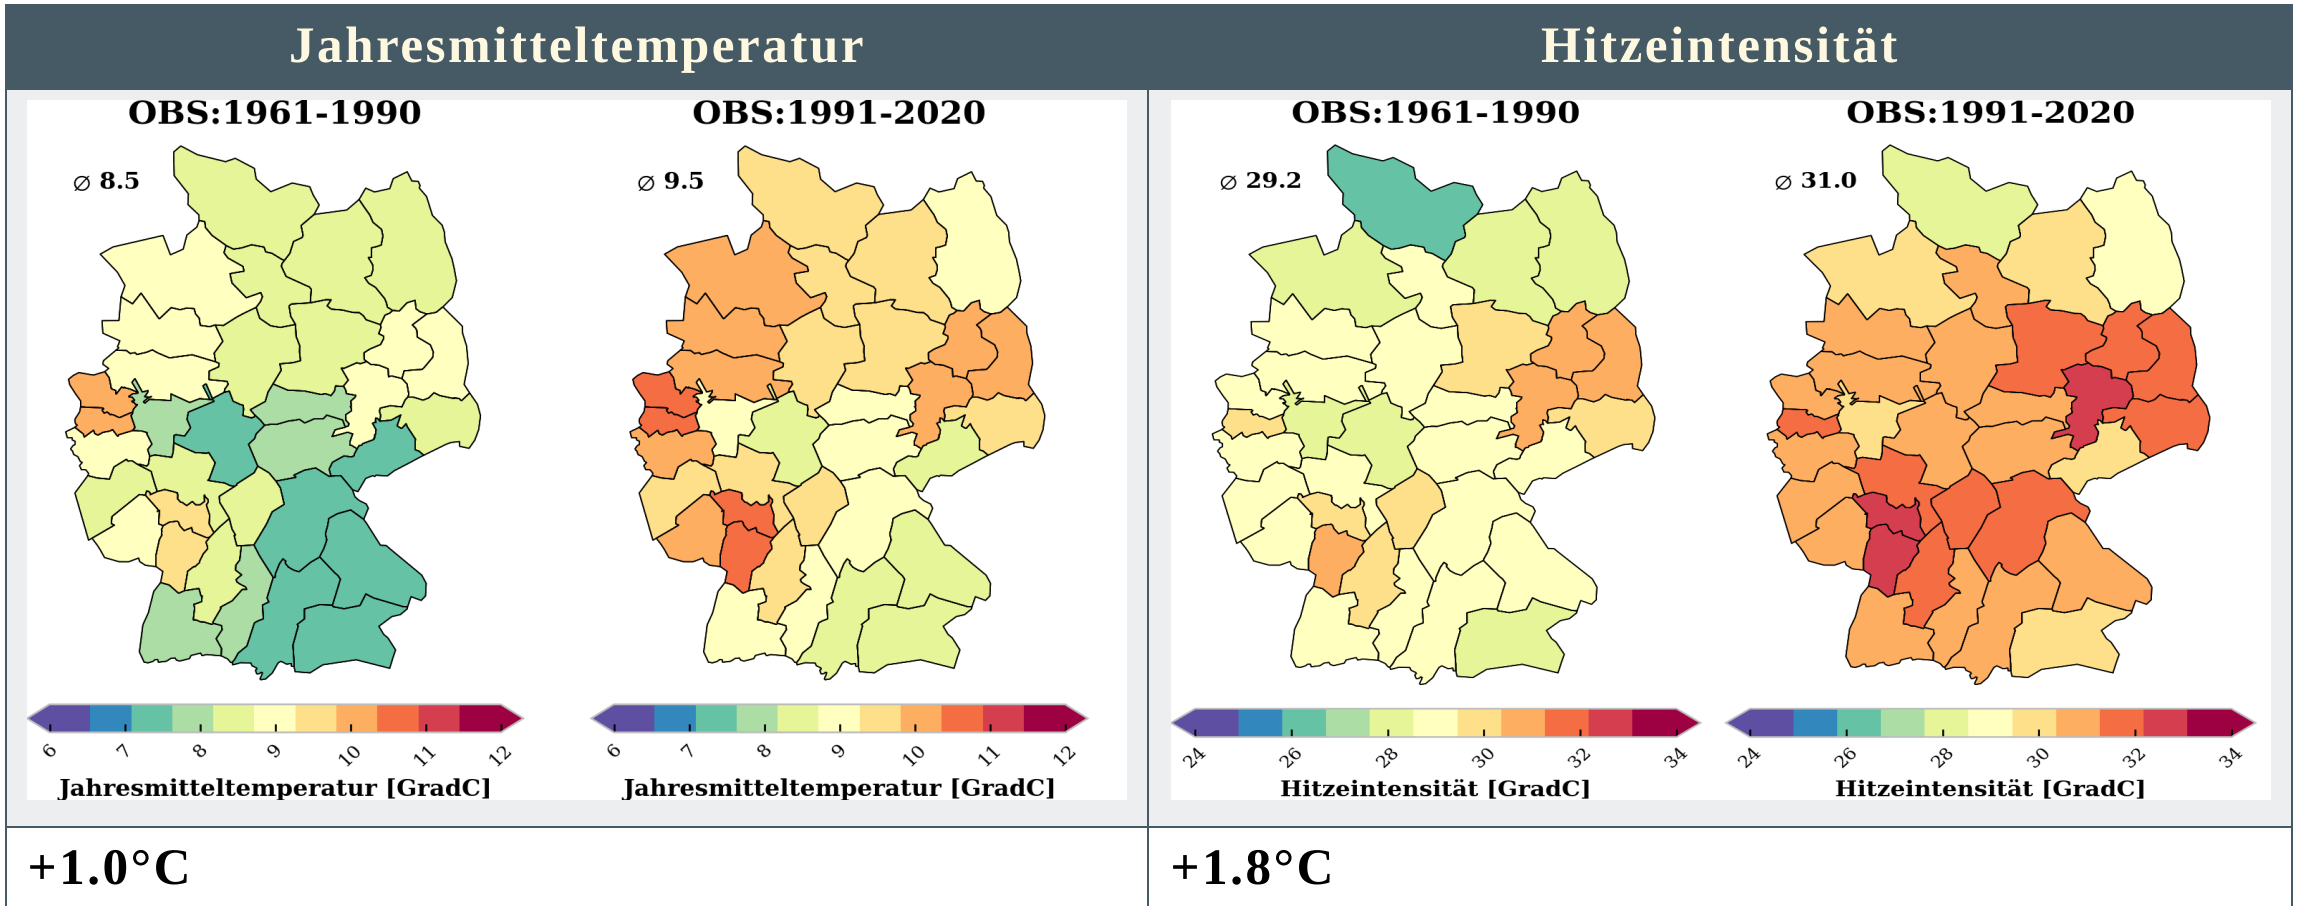 Jahresmitteltemperatur
Hitzeintensität
OBS:1961-1990
OBS:1991-2020
OBS:1961-1990
OBS:1991-2020
∅ 8.5
∅ 9.5
∅ 29.2
∅ 31.0
6 7 8 9 10 11 12
6 7 8 9 10 11 12
24 26 28 30 32 34
24 26 28 30 32 34
Jahresmitteltemperatur [GradC]
Jahresmitteltemperatur [GradC]
Hitzeintensität [GradC]
Hitzeintensität [GradC]
+1.0°C
+1.8°C